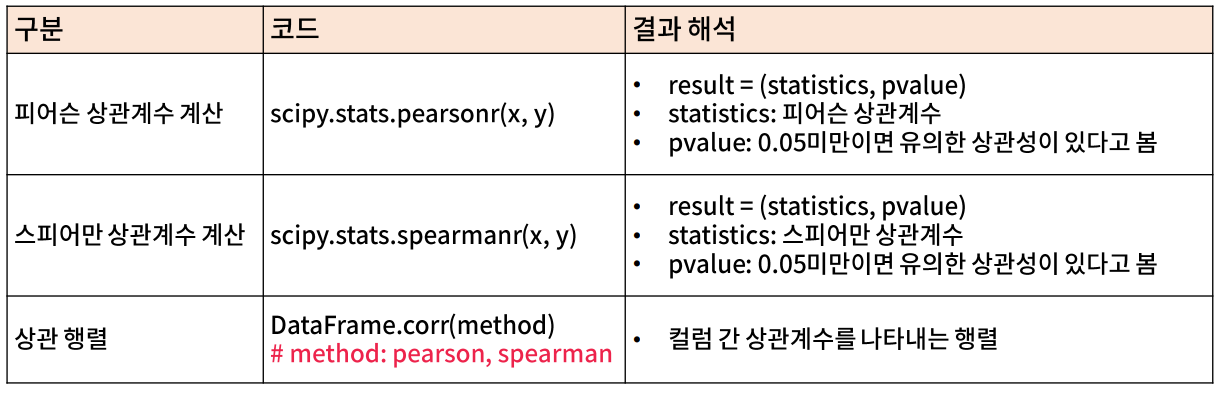 구분
코드
결과 해석
피어슨 상관계수 계산
scipy.stats.pearsonr(x, y)
• result = (statistics, pvalue)
• statistics: 피어슨 상관계수
• pvalue: 0.05미만이면 유의한 상관성이 있다고 봄
스피어만 상관계수 계산
scipy.stats.spearmanr(x, y)
• result = (statistics, pvalue)
• statistics: 스피어만 상관계수
• pvalue: 0.05미만이면 유의한 상관성이 있다고 봄
상관 행렬
DataFrame.corr(method)
# method: pearson, spearman
• 컬럼 간 상관계수를 나타내는 행렬